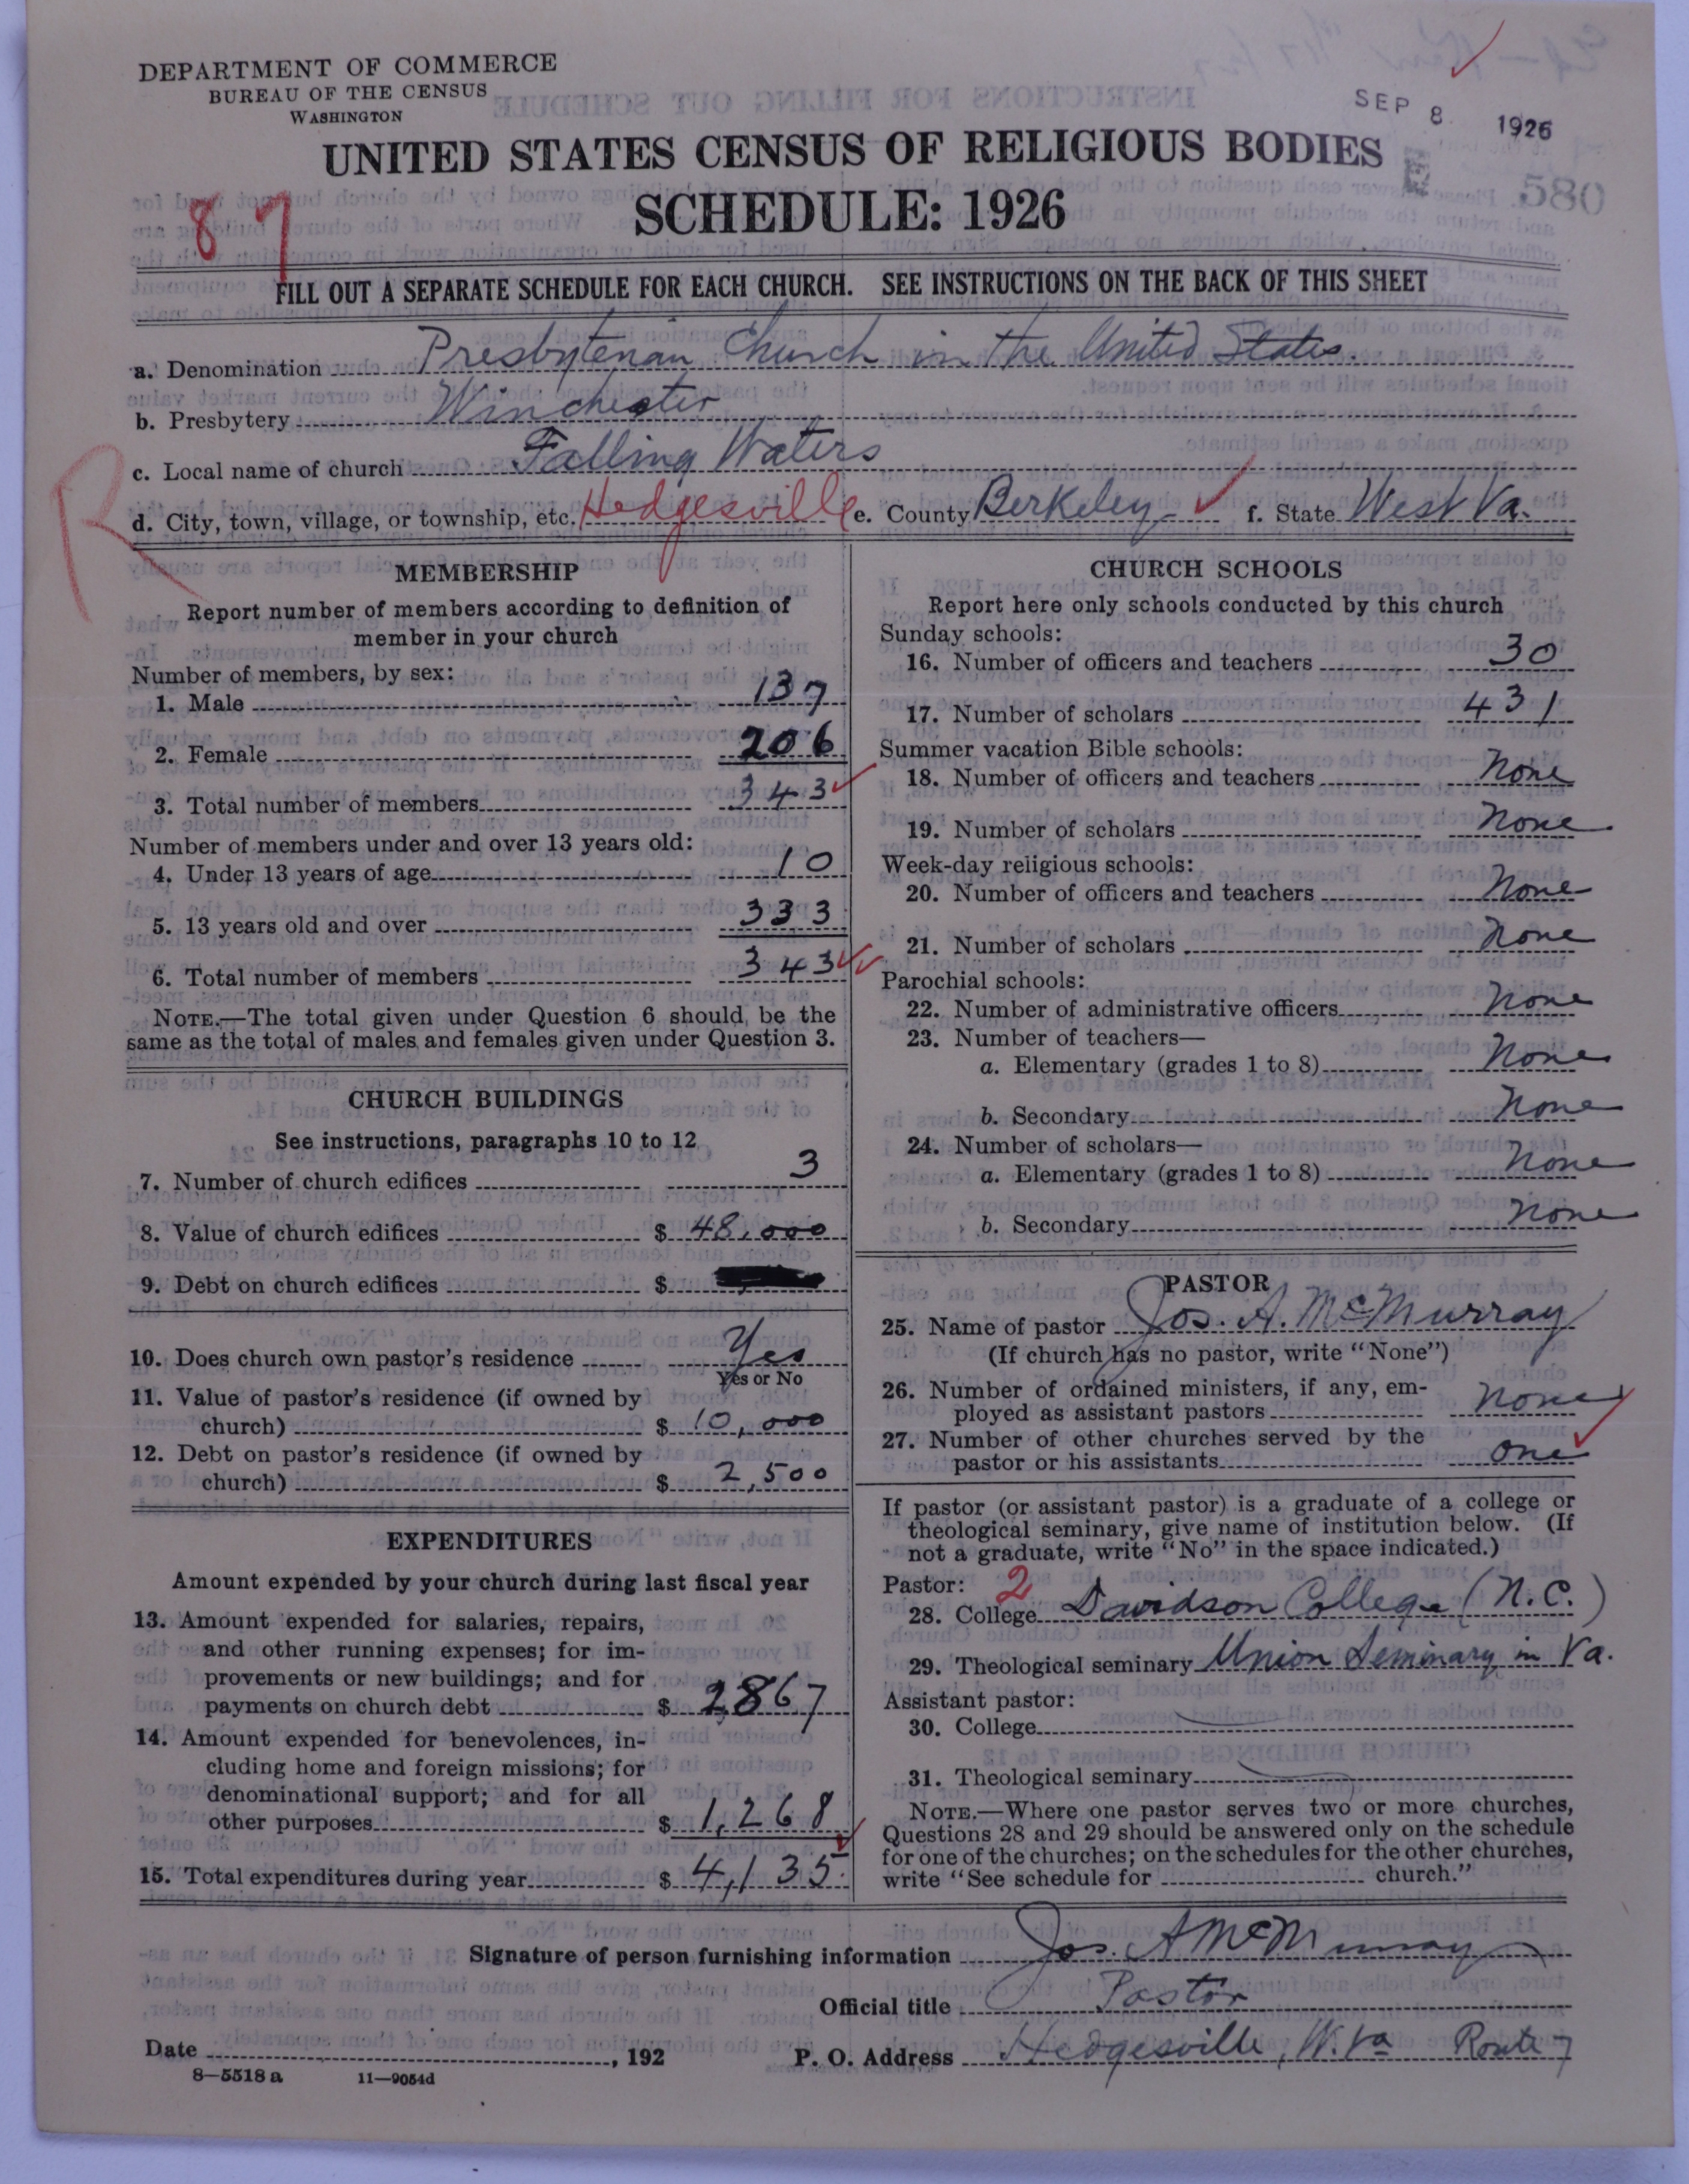 DEPARTMENT OF COMMERCE
BUREAU OF THE CENSUS
WASHINGTON
SEP 8 1926
UNITED STATES CENSUS OF RELIGIOUS BODIES
580
87
SCHEDULE: 1926
FILL OUT A SEPARATE SCHEDULE FOR EACH CHURCH. SEE INSTRUCTIONS ON THE BACK OF THIS SHEET
a. Denomination Presbyterian Church in the United States.
b. Presbytery Winchester
c. Local name of church Falling Waters
R
d. City, town, village, or township, etc. Hedgesville e. County Berkeley f. State West Va.
MEMBERSHIP
Report number of members according to definition of
member in your church
Number of members, by sex:
1. Male 137
2. Female 206
3. Total number of members 343
Number of members under and over 13 years old:
4. Under 13 years of age 10
5. 13 years old and over 333
6. Total number of members 343
NOTE.—The total given under Question 6 should be the
same as the total of males and females given under Question 3.
CHURCH BUILDINGS
See instructions, paragraphs 10 to 12
7. Number of church edifices 3
8. Value of church edifices $ 48,000
9. Debt on church edifices $
10. Does church own pastor's residence Yes
Yes or No
11. Value of pastor's residence (if owned by
church) $ 10,000
12. Debt on pastor's residence (if owned by
church) $ 2,500
EXPENDITURES
Amount expended by your church during last fiscal year
13. Amount expended for salaries, repairs,
and other running expenses; for im-
provements or new buildings; and for
payments on church debt $ 2867
14. Amount expended for benevolences, in-
cluding home and foreign missions; for
denominational support; and for all
other purposes $ 1,268
15. Total expenditures during year $ 4,135.
CHURCH SCHOOLS
Report here only schools conducted by this church
Sunday schools:
16. Number of officers and teachers 30
17. Number of scholars 431
Summer vacation Bible schools:
18. Number of officers and teachers None
19. Number of scholars None
Week-day religious schools:
20. Number of officers and teachers None
21. Number of scholars None
Parochial schools:
22. Number of administrative officers None
23. Number of teachers—
a. Elementary (grades 1 to 8) None
b. Secondary None
24. Number of scholars—
a. Elementary (grades 1 to 8) None
b. Secondary None
PASTOR
25. Name of pastor Jos. A. McMurray
(If church has no pastor, write "None")
26. Number of ordained ministers, if any, em-
ployed as assistant pastors None
27. Number of other churches served by the
pastor or his assistants one
If pastor (or assistant pastor) is a graduate of a college or
theological seminary, give name of institution below. (If
not a graduate, write "No" in the space indicated.)
Pastor: 2
28. College Davidson College (N.C.)
29. Theological seminary Union Seminary in Va.
Assistant pastor:
30. College
31. Theological seminary
NOTE.—Where one pastor serves two or more churches,
Questions 28 and 29 should be answered only on the schedule
for one of the churches; on the schedules for the other churches,
write "See schedule for church."
Signature of person furnishing information Jos. A McMurray
Official title Pastor
Date , 192
P. O. Address Hedgesville, W. Va Route 7
8—5518 a 11—9054d